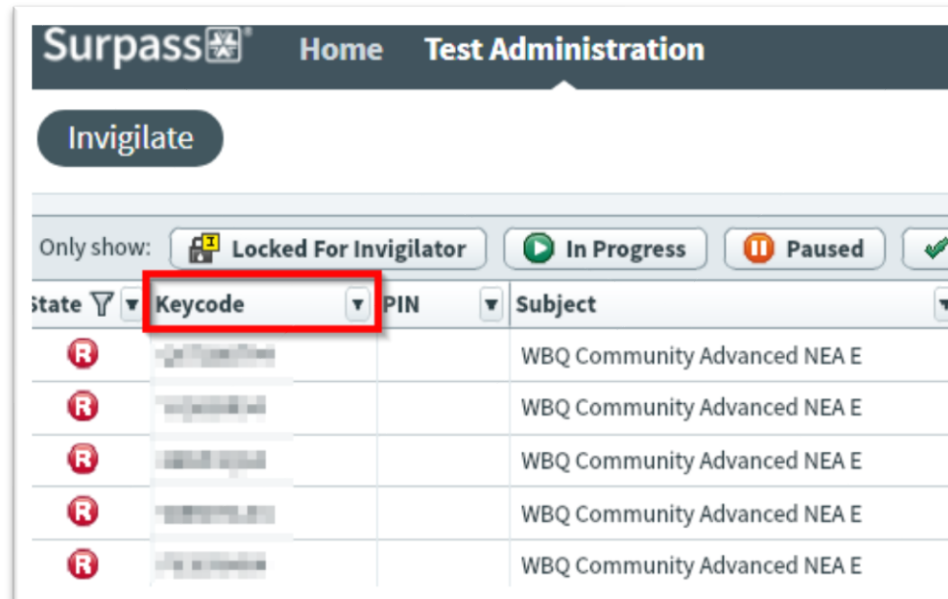 Surpass Home Test Administration
Invigilate
Only show: Locked For Invigilator In Progress Paused
State Keycode PIN Subject
R WBQ Community Advanced NEA E
R WBQ Community Advanced NEA E
R WBQ Community Advanced NEA E
R WBQ Community Advanced NEA E
R WBQ Community Advanced NEA E